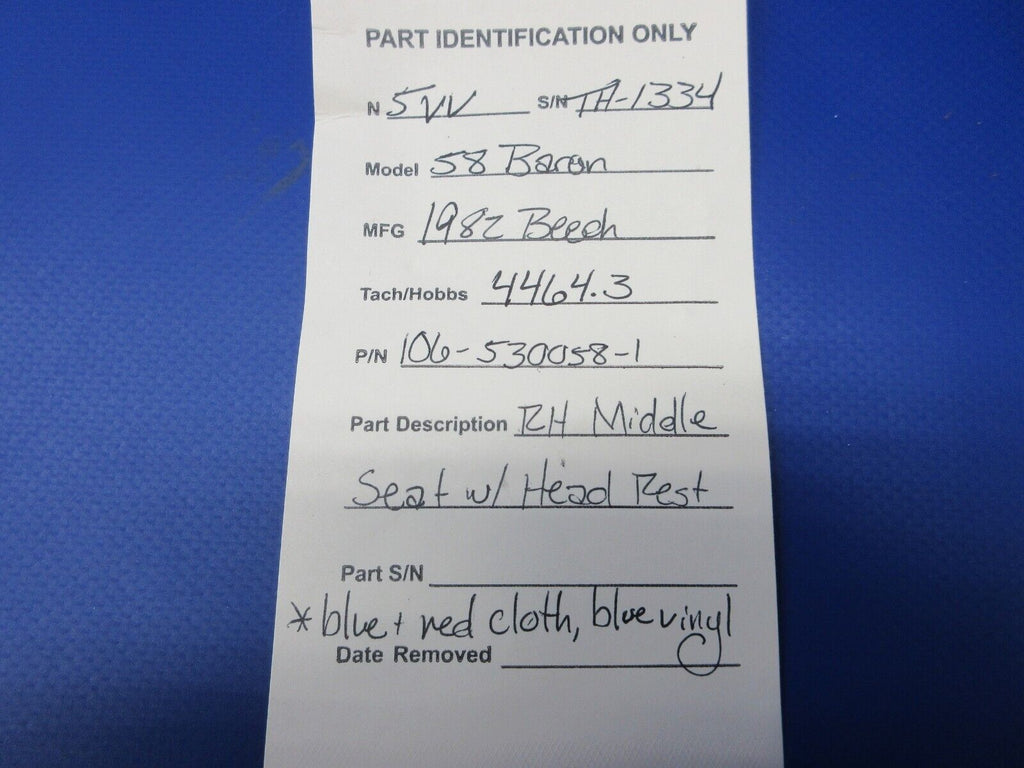 PART IDENTIFICATION ONLY
N 5VV S/N TH-1334
Model 58 Baron
MFG 1982 Beech
Tach/Hobbs 4464.3
P/N 106-530058-1
Part Description RH Middle
Seat w/ Head Rest
Part S/N
* blue + red cloth, blue vinyl
Date Removed